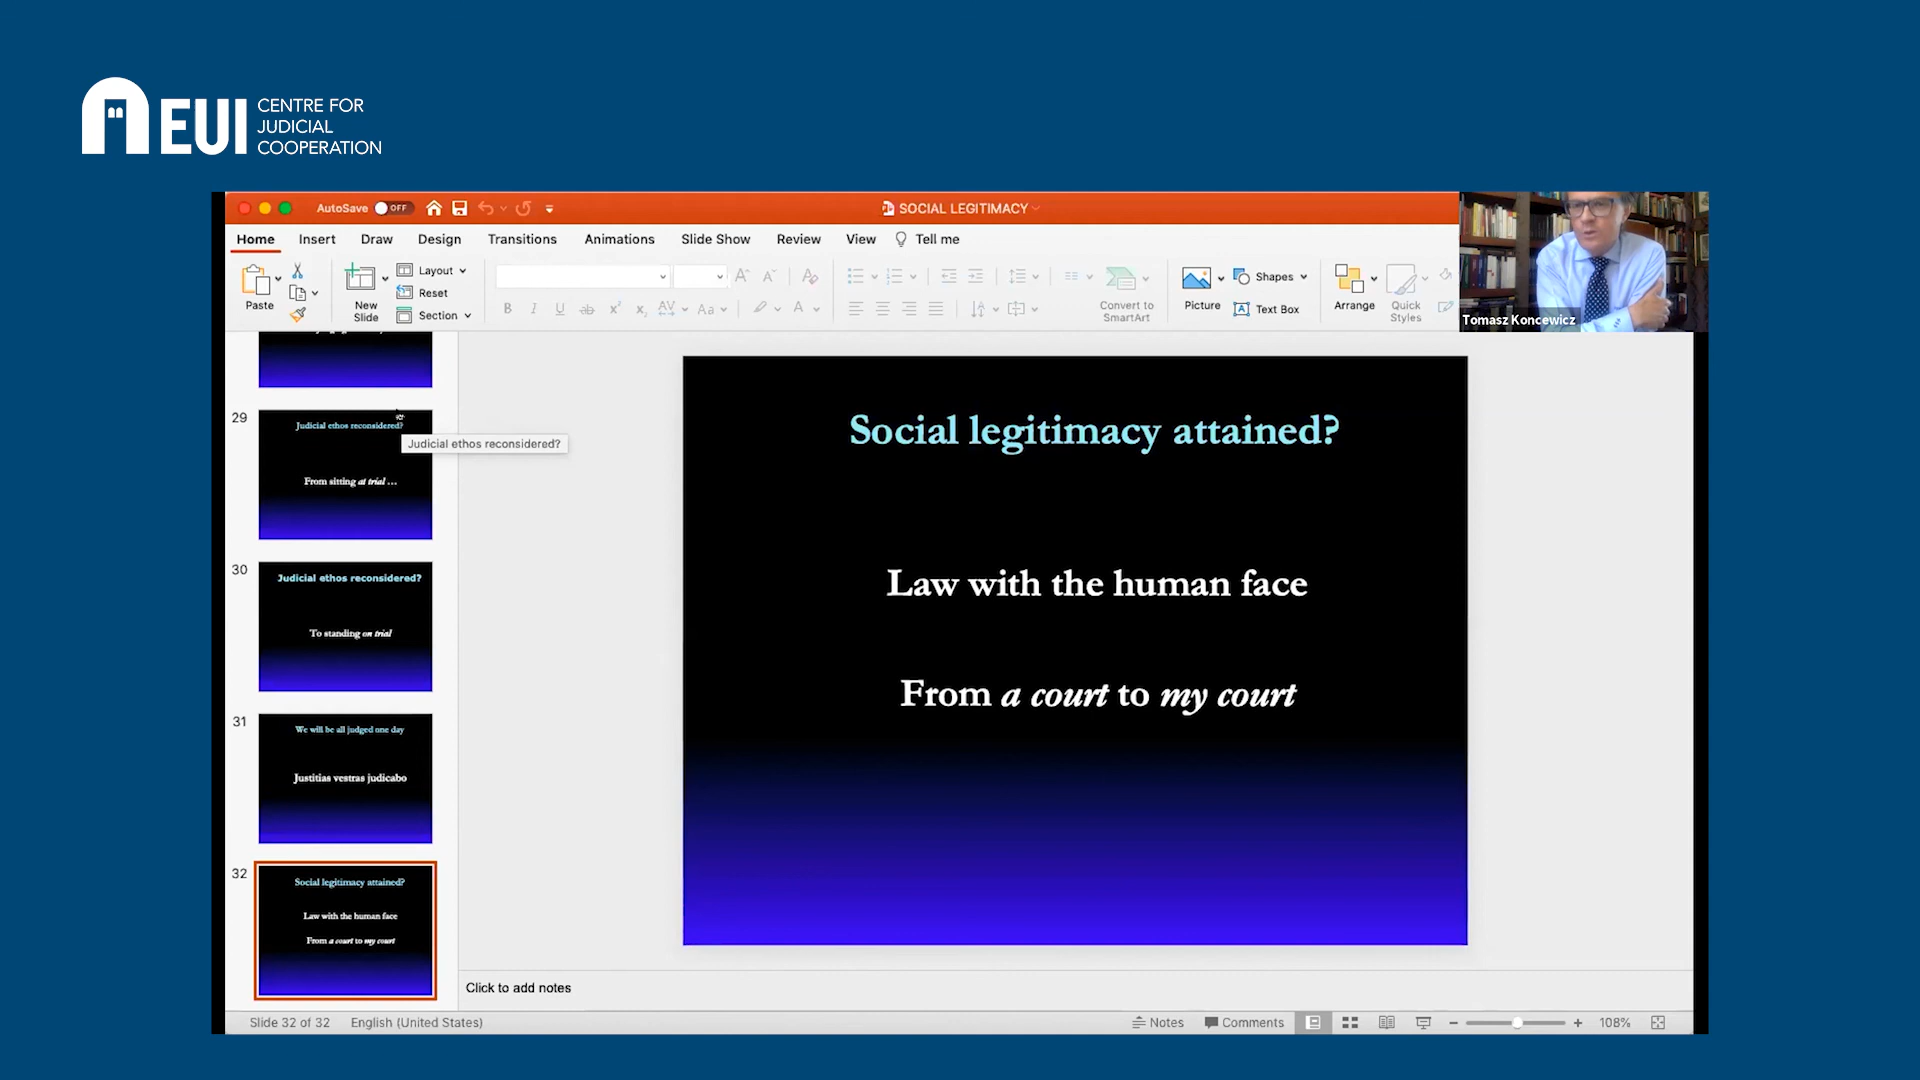 EUI
CENTRE FOR
JUDICIAL
COOPERATION
AutoSave OFF
SOCIAL LEGITIMACY
Home Insert Draw Design Transitions Animations Slide Show Review View Tell me
Paste
New
Slide
Layout
Reset
Section
Convert to
SmartArt
Picture
Shapes
Text Box
Arrange
Quick
Styles
Tomasz Koncewicz
29
Judicial ethos reconsidered?
Judicial ethos reconsidered?
From sitting at trial ...
30
Judicial ethos reconsidered?
To standing on trial
31
We will be all judged one day
Justitias vestras judicabo
32
Social legitimacy attained?
Law with the human face
From a court to my court
Social legitimacy attained?
Law with the human face
From a court to my court
Click to add notes
Slide 32 of 32 English (United States)
Notes Comments 108%